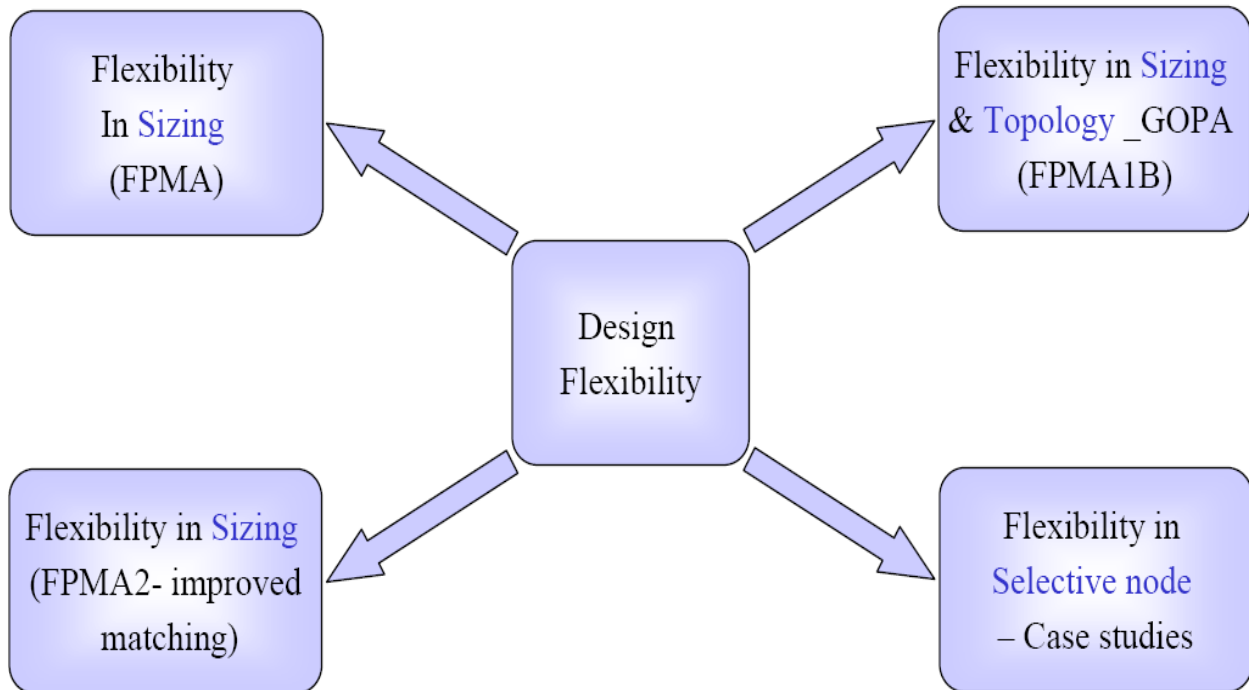 Flexibility
In Sizing
(FPMA)
Flexibility in Sizing
& Topology _GOPA
(FPMA1B)
Design
Flexibility
Flexibility in Sizing
(FPMA2- improved
matching)
Flexibility in
Selective node
– Case studies